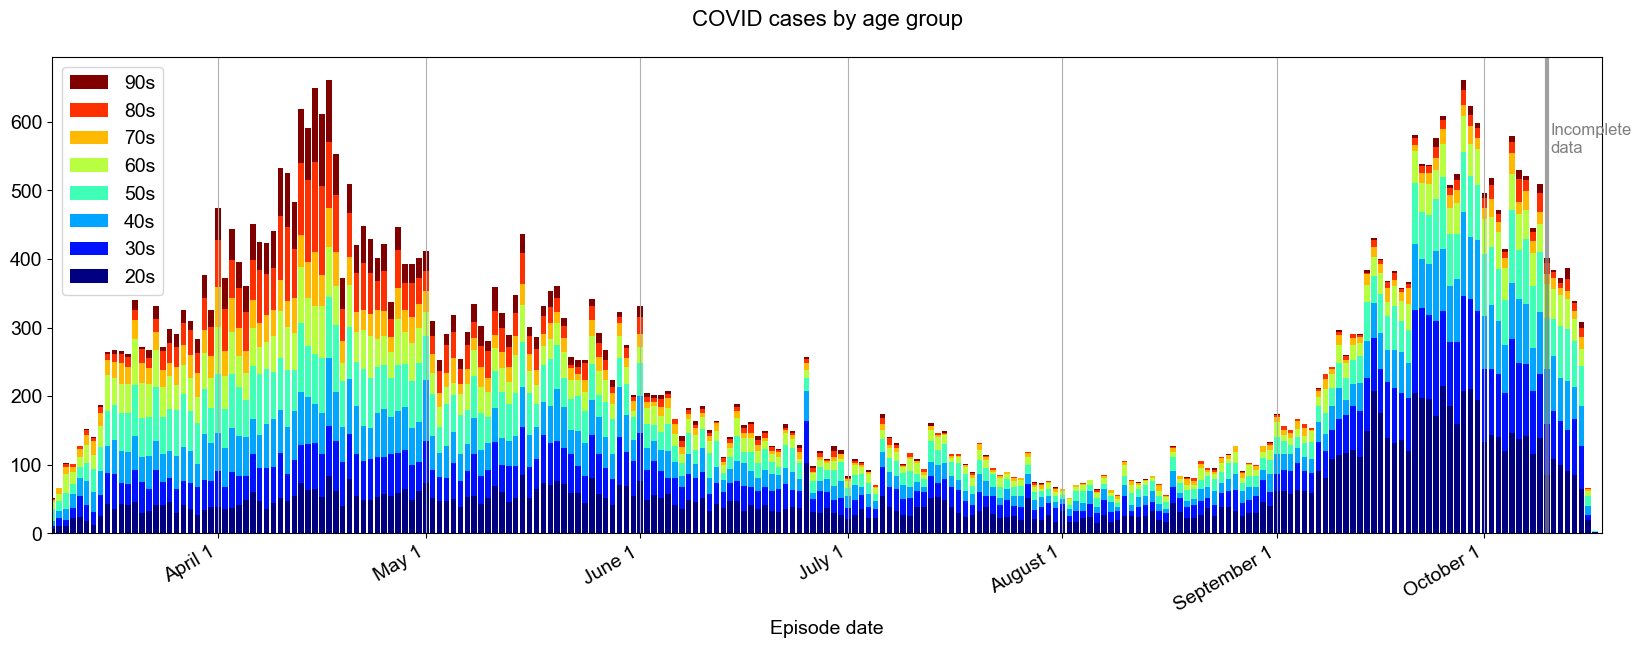 COVID cases by age group
90s
80s
70s
60s
50s
40s
30s
20s
600
500
400
300
200
100
0
Incomplete
data
April 1
May 1
June 1
July 1
August 1
September 1
October 1
Episode date